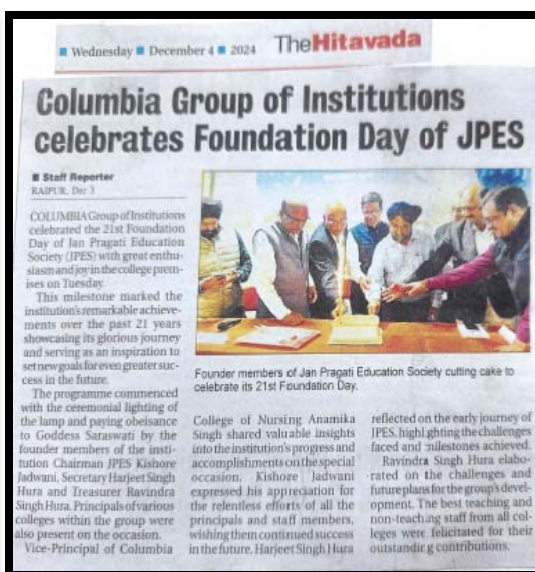 Wednesday ■ December 4 ■ 2024 TheHitavada
Columbia Group of Institutions
celebrates Foundation Day of JPES
■ Staff Reporter
RAIPUR, Dec 3
COLUMBIA Group of Institutions
celebrated the 21st Foundation
Day of Jan Pragati Education
Society (JPES) with great enthu-
siasm and joy in the college prem-
ises on Tuesday.
This milestone marked the
institution's remarkable achieve-
ments over the past 21 years
showcasing its glorious journey
and serving as an inspiration to
set new goals for even greater suc-
cess in the future.
The programme commenced
with the ceremonial lighting of
the lamp and paying obeisance
to Goddess Saraswati by the
founder members of the insti-
tution Chairman JPES Kishore
Jadwani, Secretary Harjeet Singh
Hura and Treasurer Ravindra
Singh Hura. Principals of various
colleges within the group were
also present on the occasion.
Vice-Principal of Columbia
Founder members of Jan Pragati Education Society cutting cake to
celebrate its 21st Foundation Day.
College of Nursing Anamika
Singh shared valuable insights
into the institution's progress and
accomplishments on the special
occasion. Kishore Jadwani
expressed his appreciation for
the relentless efforts of all the
principals and staff members,
wishing them continued success
in the future. Harjeet Singh Hura
reflected on the early journey of
JPES, highlighting the challenges
faced and milestones achieved.
Ravindra Singh Hura elabo-
rated on the challenges and
future plans for the group's devel-
opment. The best teaching and
non-teaching staff from all col-
leges were felicitated for their
outstanding contributions.